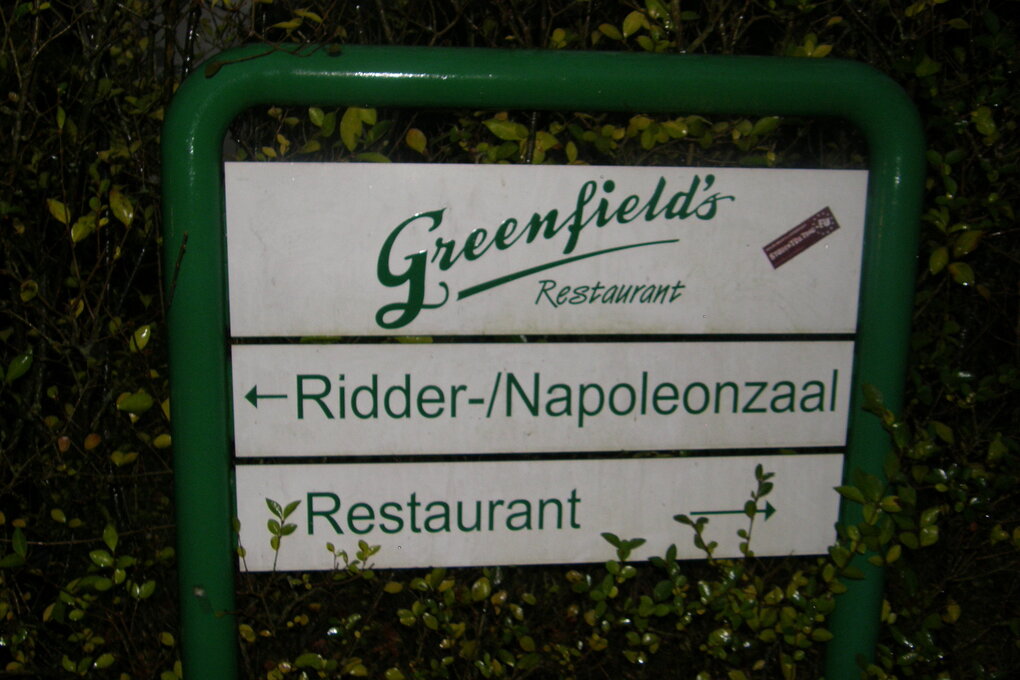 Greenfield's
Restaurant
←Ridder-/Napoleonzaal
Restaurant →